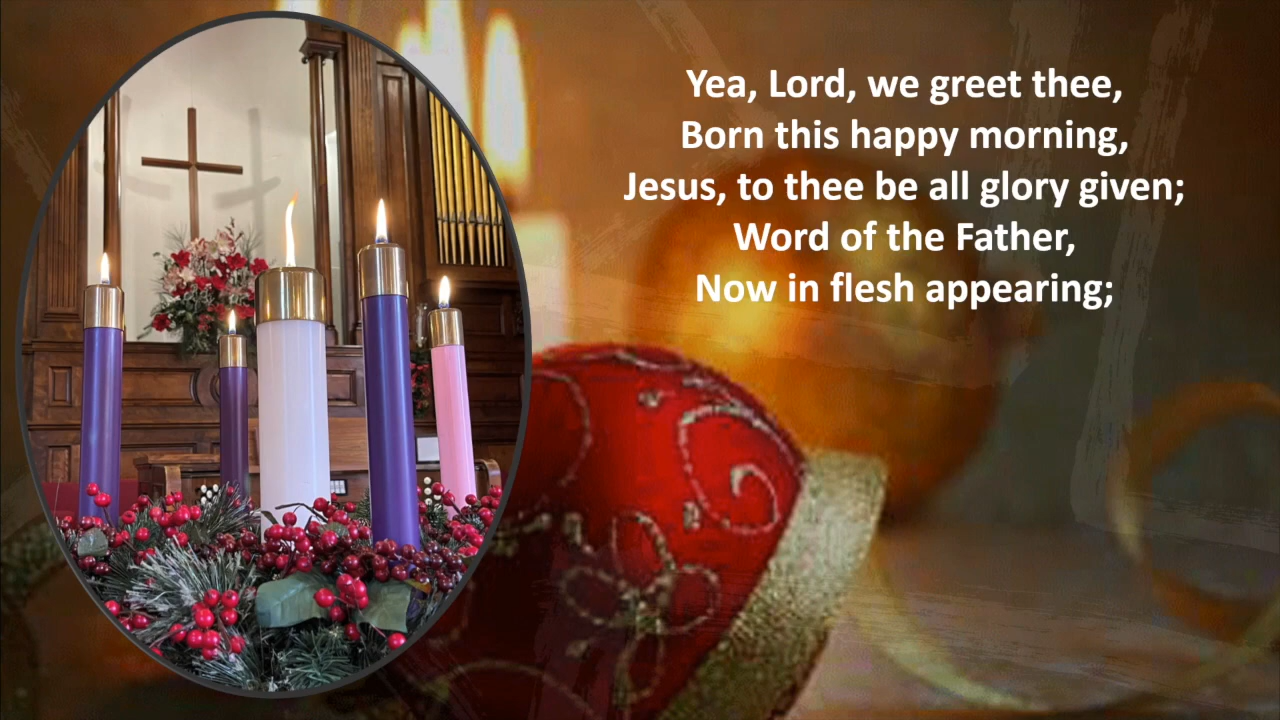 Yea, Lord, we greet thee,
Born this happy morning,
Jesus, to thee be all glory given;
Word of the Father,
Now in flesh appearing;